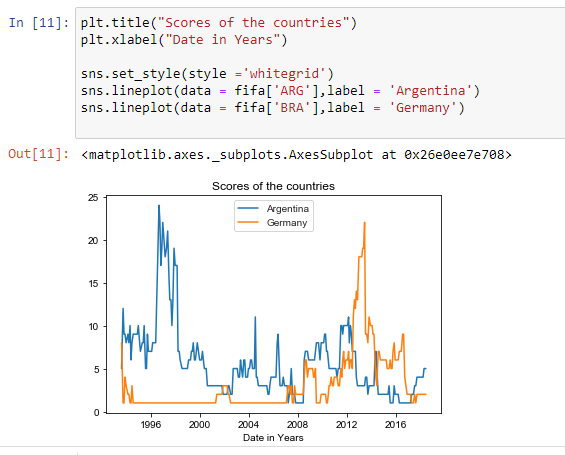 In [11]: plt.title("Scores of the countries")
plt.xlabel("Date in Years")
sns.set_style(style ='whitegrid')
sns.lineplot(data = fifa['ARG'],label = 'Argentina')
sns.lineplot(data = fifa['BRA'],label = 'Germany')
Out[11]: <matplotlib.axes._subplots.AxesSubplot at 0x26e0ee7e708>
Scores of the countries
Argentina
Germany
25
20
15
10
5
0
1996 2000 2004 2008 2012 2016
Date in Years